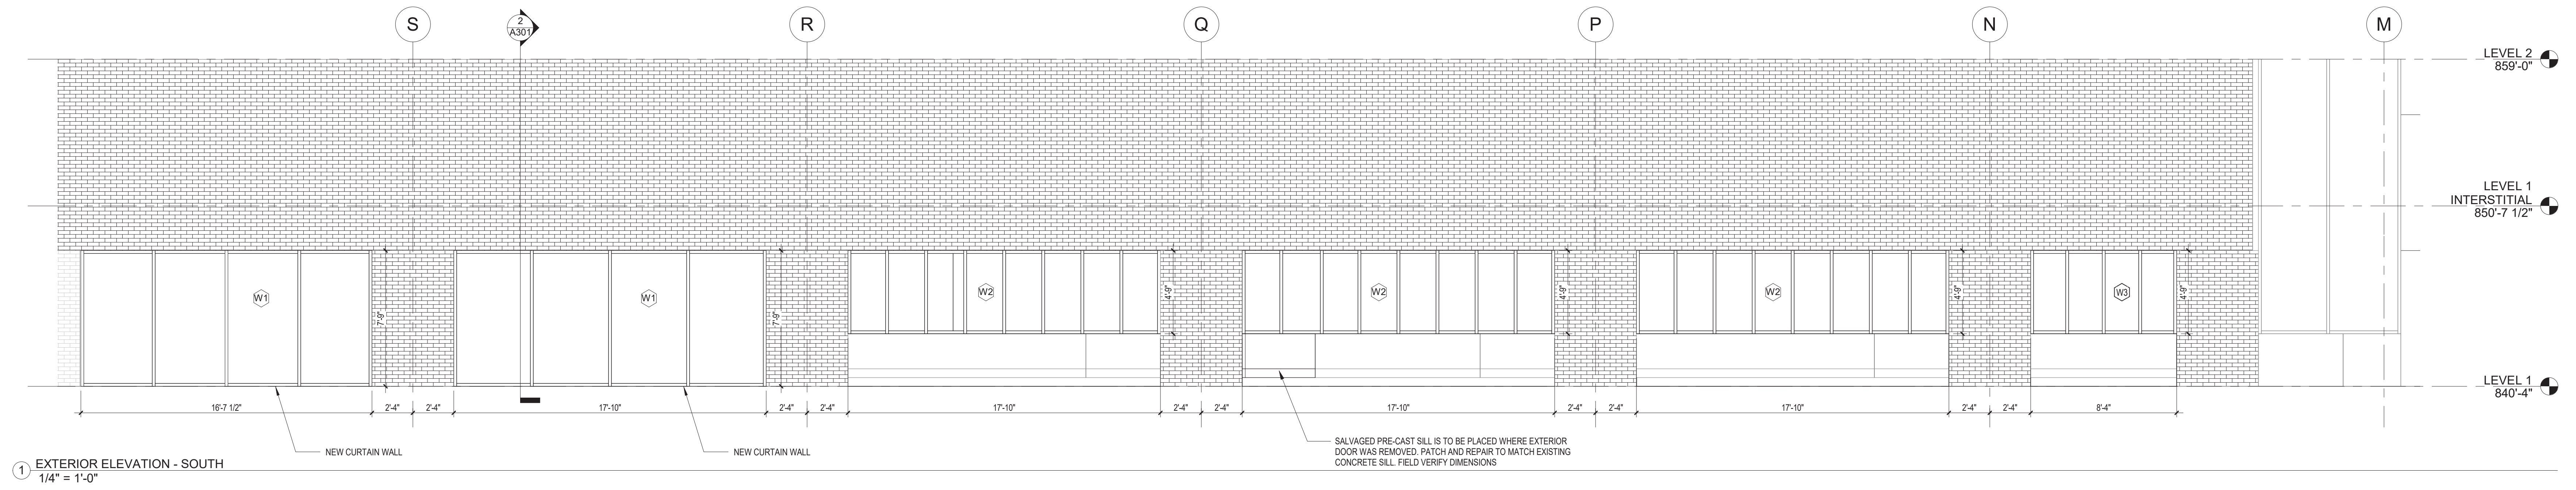 S
2
A301
R
Q
P
N
M
LEVEL 2
859'-0"
LEVEL 1
INTERSTITIAL
850'-7 1/2"
W1
7'-9"
W1
7'-9"
W2
4'-9"
W2
4'-9"
W2
4'-9"
W3
4'-9"
LEVEL 1
840'-4"
16'-7 1/2"
2'-4"
2'-4"
17'-10"
2'-4"
2'-4"
17'-10"
2'-4"
2'-4"
17'-10"
2'-4"
2'-4"
17'-10"
2'-4"
2'-4"
8'-4"
NEW CURTAIN WALL
NEW CURTAIN WALL
SALVAGED PRE-CAST SILL IS TO BE PLACED WHERE EXTERIOR
DOOR WAS REMOVED. PATCH AND REPAIR TO MATCH EXISTING
CONCRETE SILL. FIELD VERIFY DIMENSIONS
1
EXTERIOR ELEVATION - SOUTH
1/4" = 1'-0"